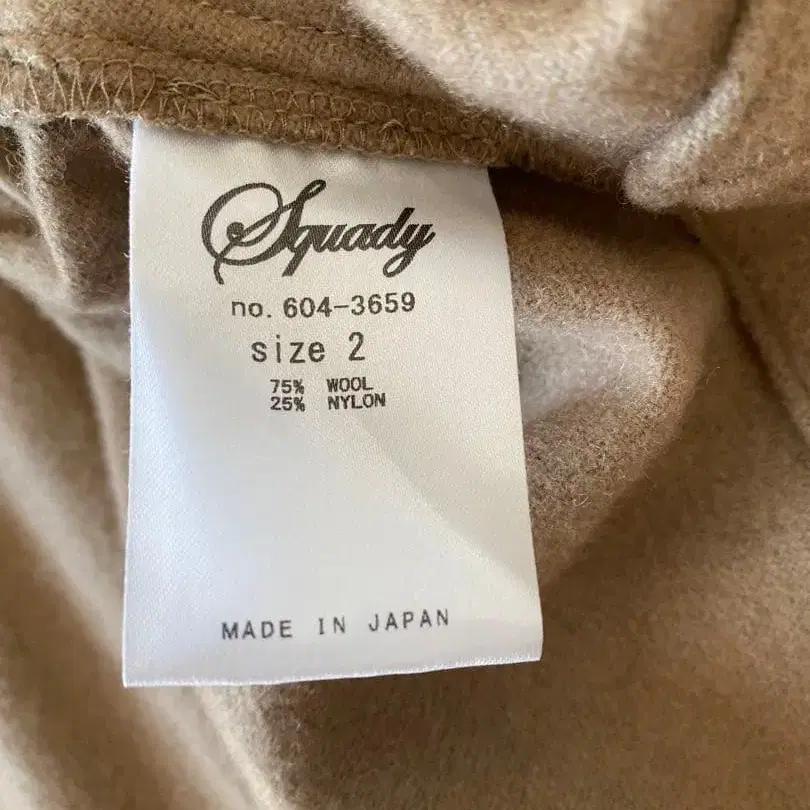 Squady
no. 604-3659
size 2
75% WOOL
25% NYLON
MADE IN JAPAN